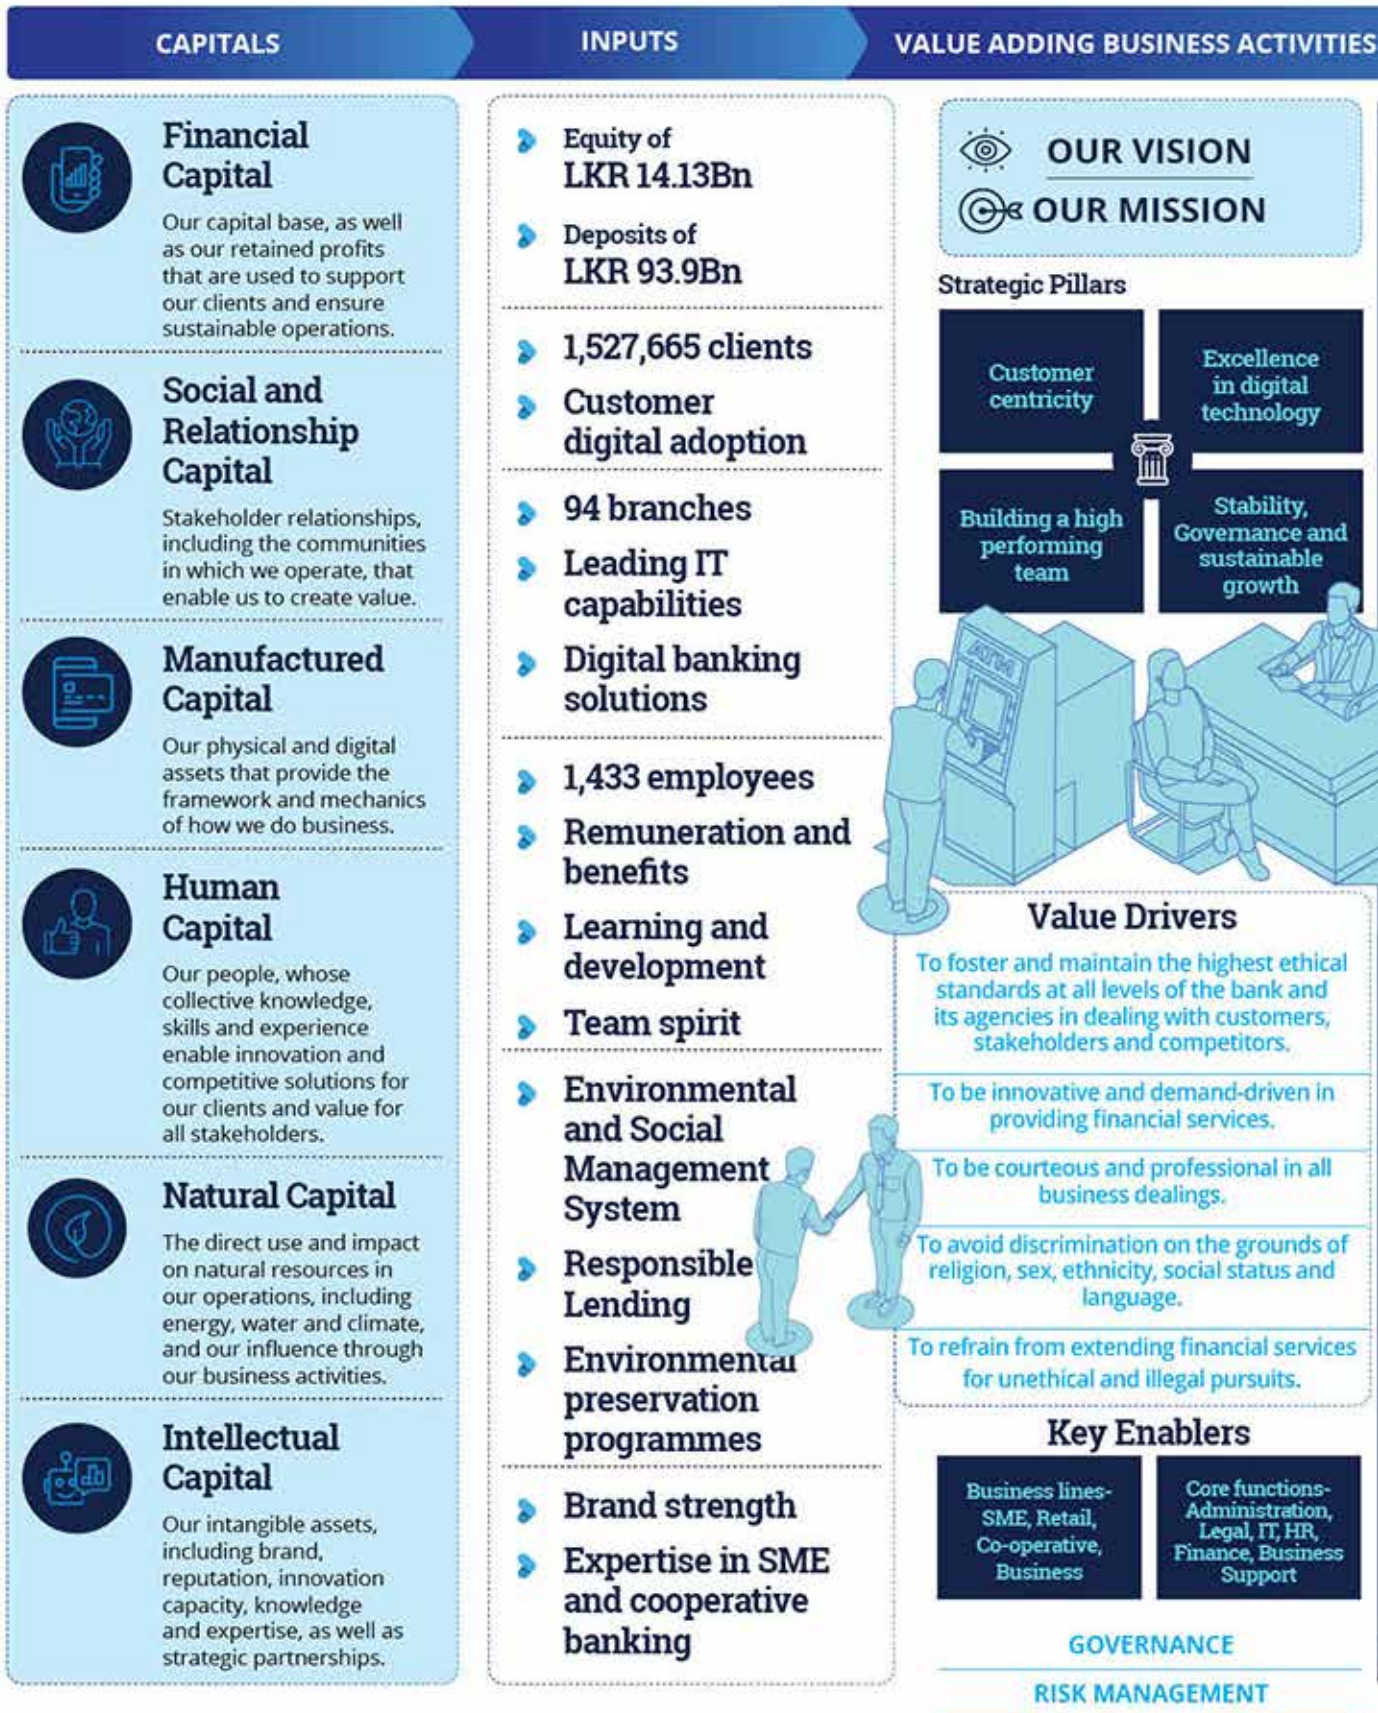 CAPITALS
INPUTS
VALUE ADDING BUSINESS ACTIVITIES
Financial
Capital
Our capital base, as well
as our retained profits
that are used to support
our clients and ensure
sustainable operations.
Social and
Relationship
Capital
Stakeholder relationships,
including the communities
in which we operate, that
enable us to create value.
Manufactured
Capital
Our physical and digital
assets that provide the
framework and mechanics
of how we do business.
Human
Capital
Our people, whose
collective knowledge,
skills and experience
enable innovation and
competitive solutions for
our clients and value for
all stakeholders.
Natural Capital
The direct use and impact
on natural resources in
our operations, including
energy, water and climate,
and our influence through
our business activities.
Intellectual
Capital
Our intangible assets,
including brand,
reputation, innovation
capacity, knowledge
and expertise, as well as
strategic partnerships.
Equity of
LKR 14.13Bn
Deposits of
LKR 93.9Bn
1,527,665 clients
Customer
digital adoption
94 branches
Leading IT
capabilities
Digital banking
solutions
1,433 employees
Remuneration and
benefits
Learning and
development
Team spirit
Environmental
and Social
Management
System
Responsible
Lending
Environmental
preservation
programmes
Brand strength
Expertise in SME
and cooperative
banking
OUR VISION
OUR MISSION
Strategic Pillars
Customer
centricity
Excellence
in digital
technology
Building a high
performing
team
Stability,
Governance and
sustainable
growth
ATM
Value Drivers
To foster and maintain the highest ethical
standards at all levels of the bank and
its agencies in dealing with customers,
stakeholders and competitors.
To be innovative and demand-driven in
providing financial services.
To be courteous and professional in all
business dealings.
To avoid discrimination on the grounds of
religion, sex, ethnicity, social status and
language.
To refrain from extending financial services
for unethical and illegal pursuits.
Key Enablers
Business lines-
SME, Retail,
Co-operative,
Business
Core functions-
Administration,
Legal, IT, HR,
Finance, Business
Support
GOVERNANCE
RISK MANAGEMENT